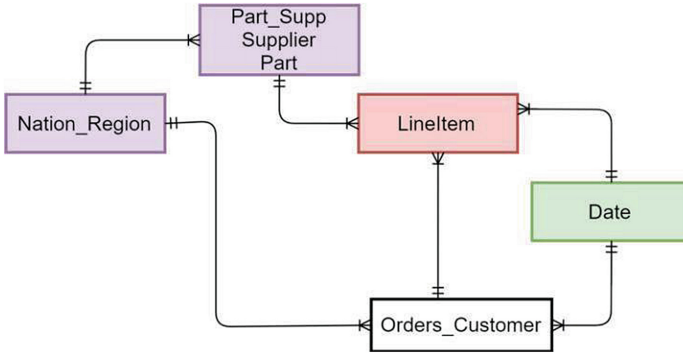 Part_Supp
Supplier
Part
Nation_Region
LineItem
Date
Orders_Customer